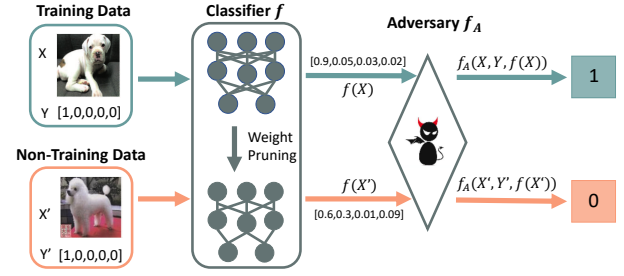 Training Data
X
Y [1,0,0,0,0]
Non-Training Data
X'
Y' [1,0,0,0,0]
Classifier f
Weight
Pruning
[0.9,0.05,0.03,0.02]
f(X)
f(X')
[0.6,0.3,0.01,0.09]
Adversary f_A
f_A(X, Y, f(X))
f_A(X', Y', f(X'))
1
0